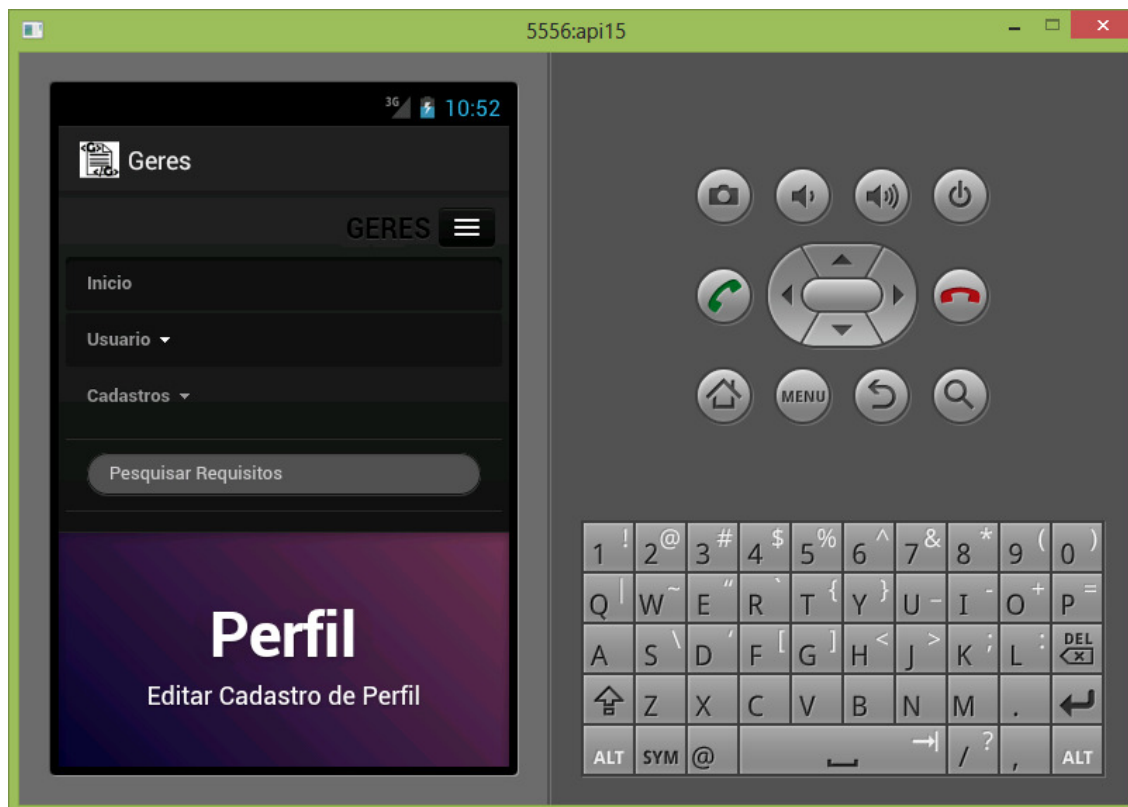 5556:api15
3G 10:52
<G>
</G>
Geres
GERES
Inicio
Usuario
Cadastros
Pesquisar Requisitos
Perfil
Editar Cadastro de Perfil
MENU
1 ! 2 @ 3 # 4 $ 5 % 6 ^ 7 & 8 * 9 ( 0 )
Q | W ~ E " R ` T { Y } U - I - O + P =
A S \ D ' F [ G ] H < J > K ; L : DEL
Z X C V B N M .
ALT SYM @ / ? , ALT